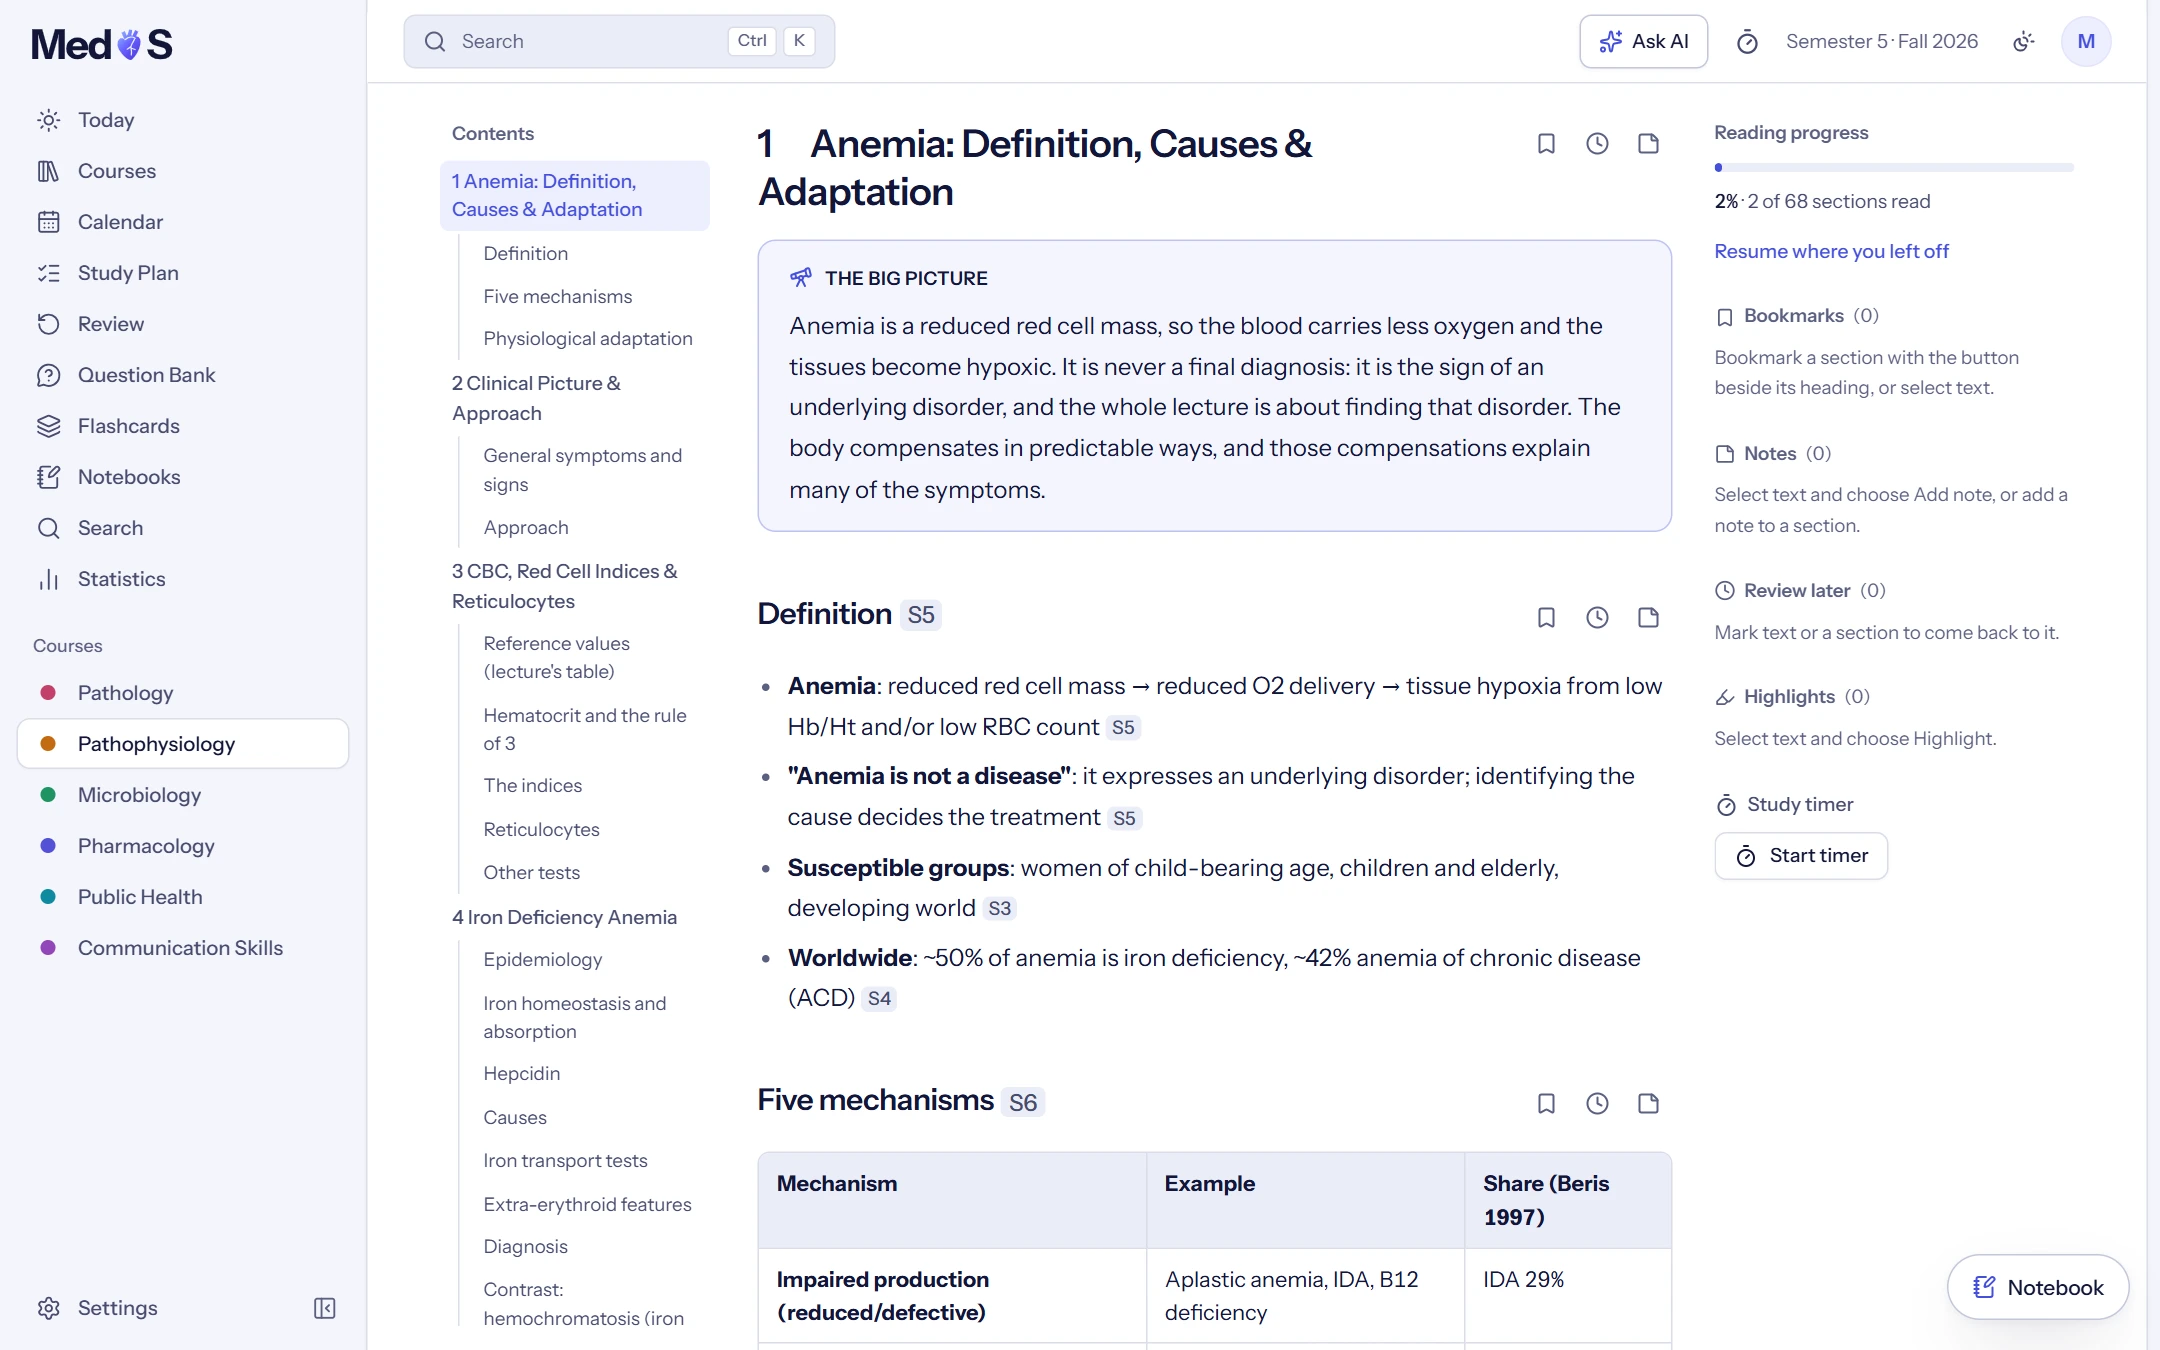 MedOS
Today
Courses
Calendar
Study Plan
Review
Question Bank
Flashcards
Notebooks
Search
Statistics
Courses
Pathology
Pathophysiology
Microbiology
Pharmacology
Public Health
Communication Skills
Settings
Search Ctrl K
Ask AI
Semester 5 · Fall 2026
M
Contents
1 Anemia: Definition,
Causes & Adaptation
Definition
Five mechanisms
Physiological adaptation
2 Clinical Picture &
Approach
General symptoms and
signs
Approach
3 CBC, Red Cell Indices &
Reticulocytes
Reference values
(lecture's table)
Hematocrit and the rule
of 3
The indices
Reticulocytes
Other tests
4 Iron Deficiency Anemia
Epidemiology
Iron homeostasis and
absorption
Hepcidin
Causes
Iron transport tests
Extra-erythroid features
Diagnosis
Contrast:
hemochromatosis (iron
1 Anemia: Definition, Causes &
Adaptation
THE BIG PICTURE
Anemia is a reduced red cell mass, so the blood carries less oxygen and the
tissues become hypoxic. It is never a final diagnosis: it is the sign of an
underlying disorder, and the whole lecture is about finding that disorder. The
body compensates in predictable ways, and those compensations explain
many of the symptoms.
Definition S5
Anemia: reduced red cell mass → reduced O2 delivery → tissue hypoxia from low
Hb/Ht and/or low RBC count S5
"Anemia is not a disease": it expresses an underlying disorder; identifying the
cause decides the treatment S5
Susceptible groups: women of child-bearing age, children and elderly,
developing world S3
Worldwide: ~50% of anemia is iron deficiency, ~42% anemia of chronic disease
(ACD) S4
Five mechanisms S6
Mechanism
Example
Share (Beris
1997)
Impaired production
(reduced/defective)
Aplastic anemia, IDA, B12
deficiency
IDA 29%
Reading progress
2% · 2 of 68 sections read
Resume where you left off
Bookmarks (0)
Bookmark a section with the button
beside its heading, or select text.
Notes (0)
Select text and choose Add note, or add a
note to a section.
Review later (0)
Mark text or a section to come back to it.
Highlights (0)
Select text and choose Highlight.
Study timer
Start timer
Notebook